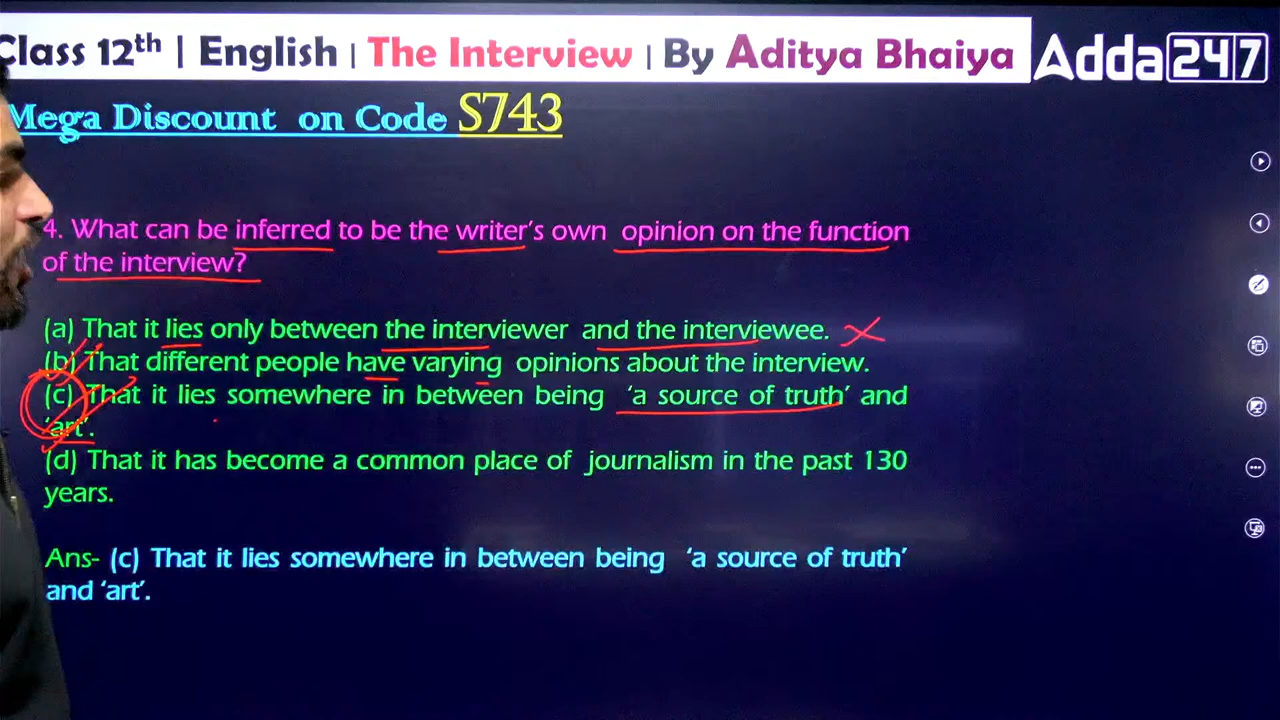 Class 12th | English | The Interview | By Aditya Bhaiya
Adda247
Mega Discount on Code S743
4. What can be inferred to be the writer's own opinion on the function
of the interview?
(a) That it lies only between the interviewer and the interviewee.
(b) That different people have varying opinions about the interview.
(c) That it lies somewhere in between being 'a source of truth' and
'art'.
(d) That it has become a common place of journalism in the past 130
years.
Ans- (c) That it lies somewhere in between being 'a source of truth'
and 'art'.